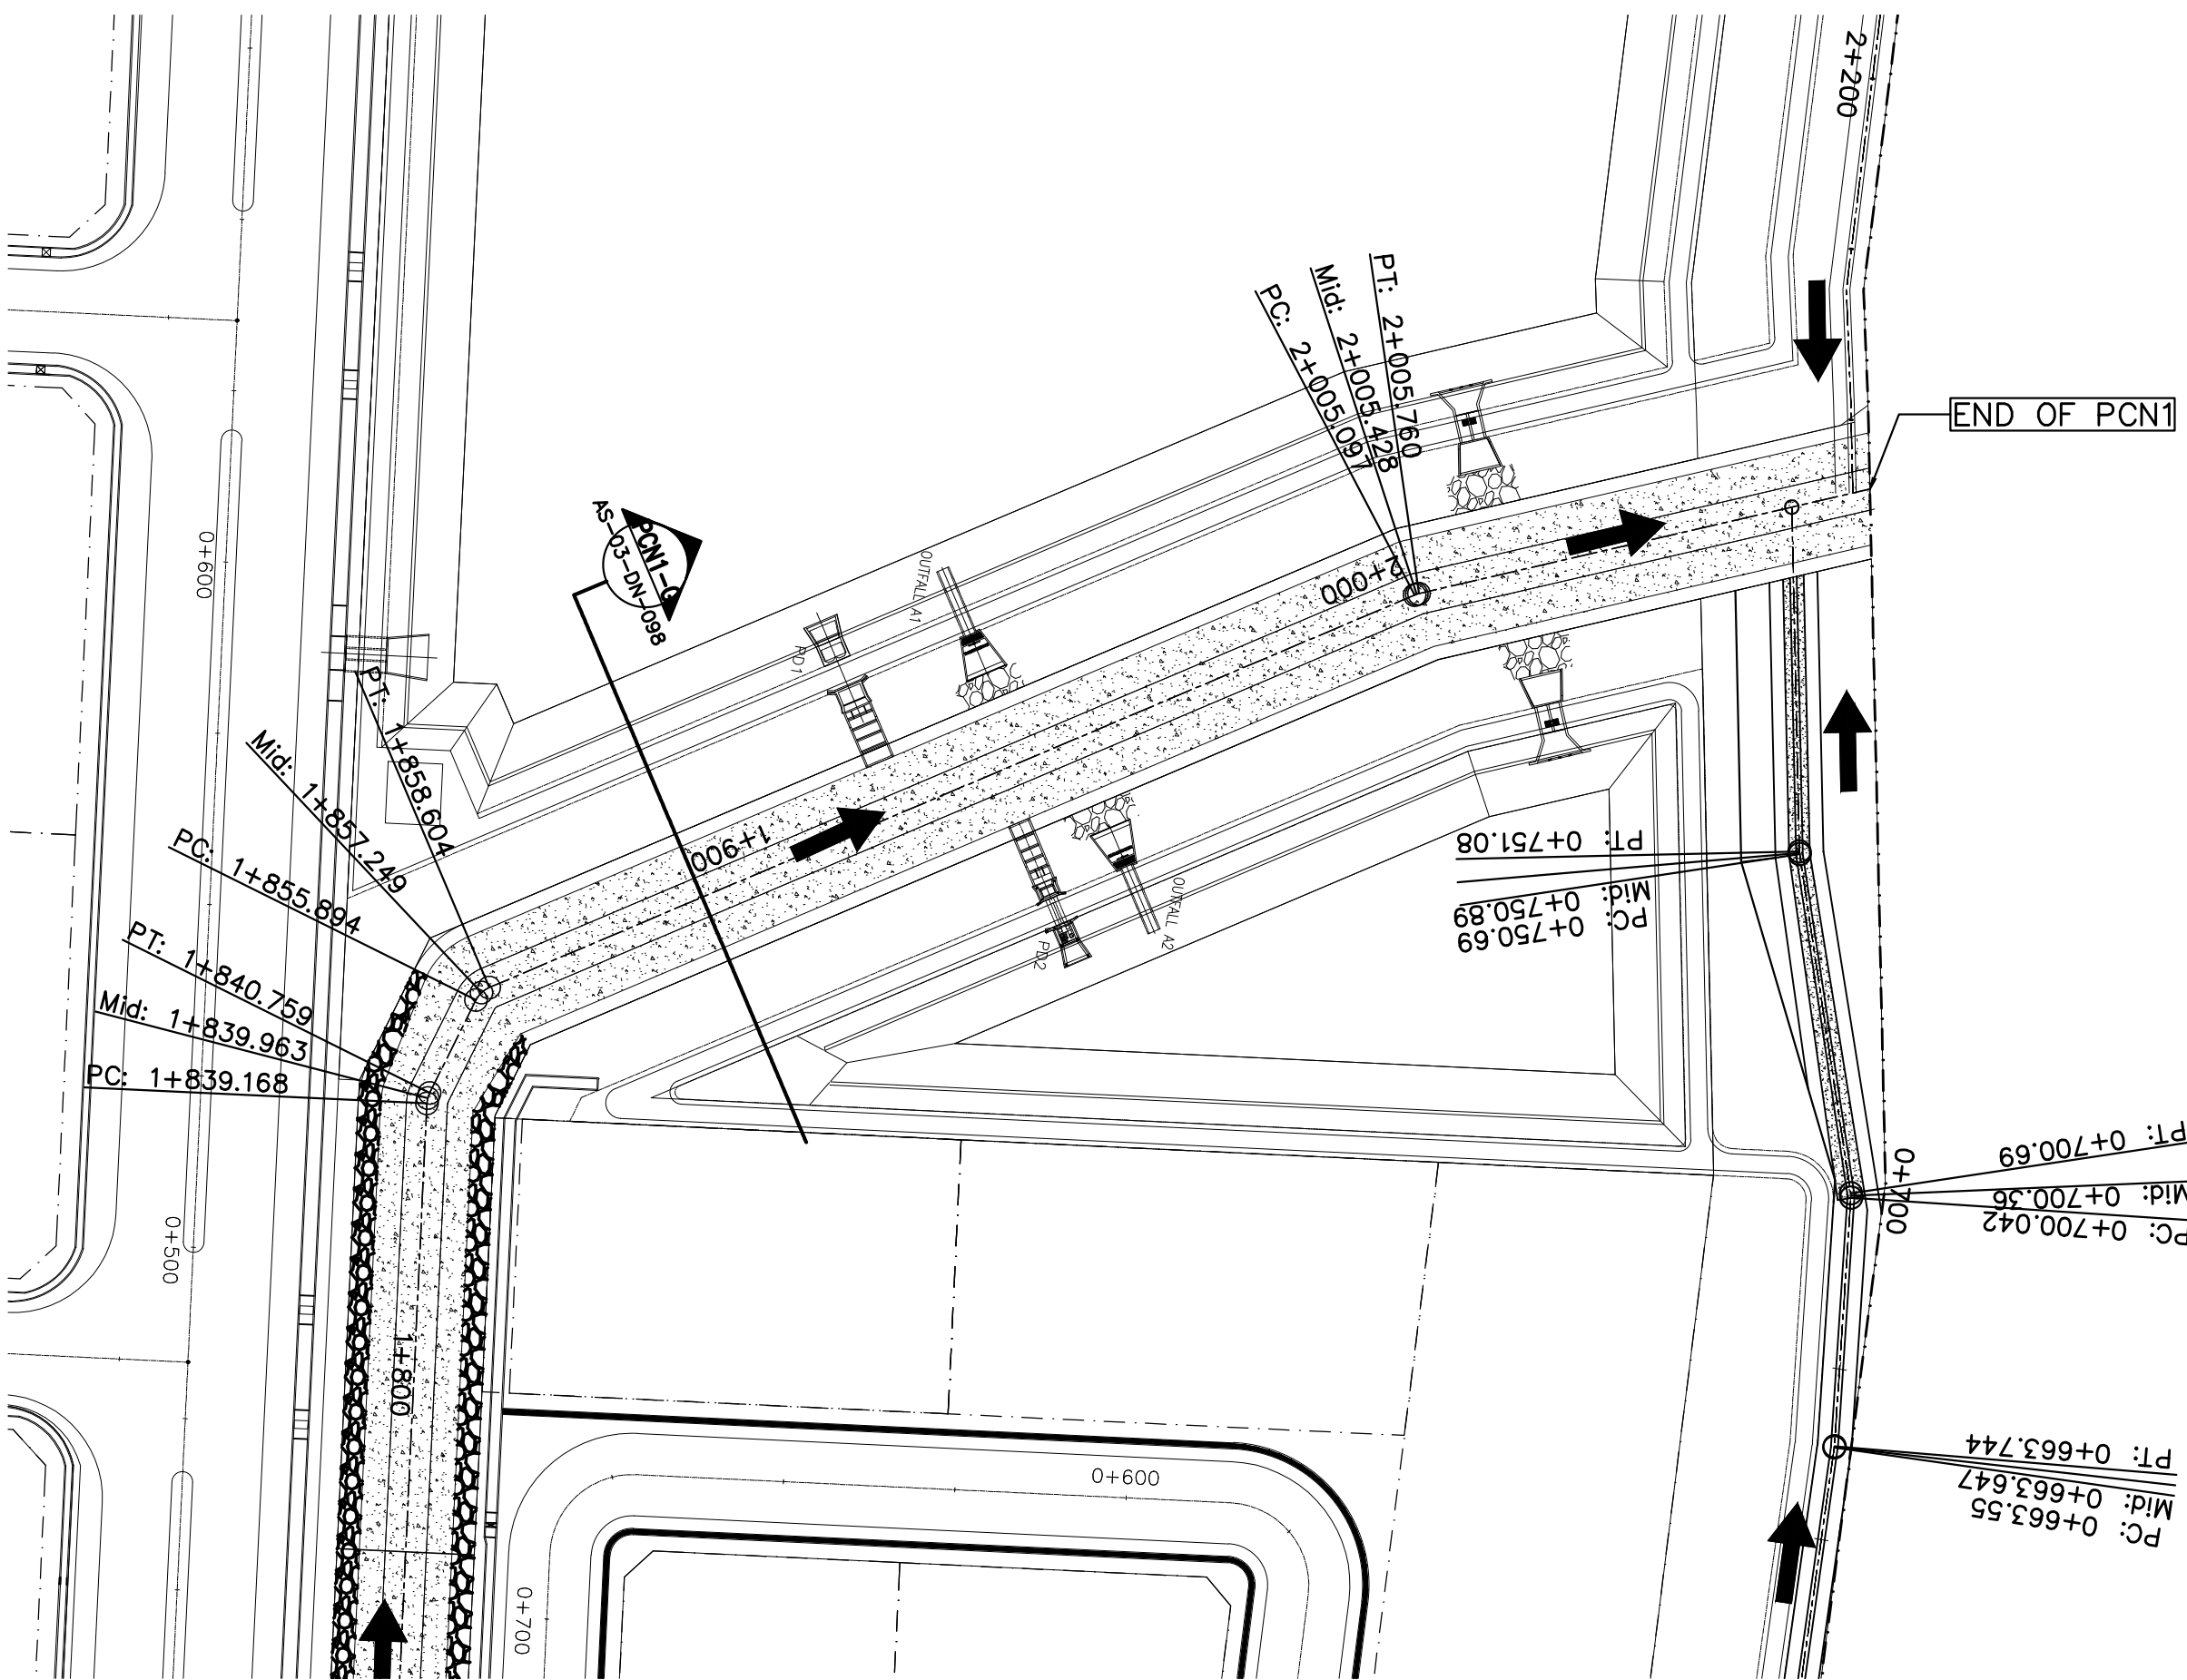 2+200
END OF PCN1
PT: 2+005.760
Mid: 2+005.428
PC: 2+005.097
2+000
PCN1-G
AS-03-DN-098
OUTFALL A1
PD1
0+600
PT: 1+858.604
Mid: 1+857.249
PC: 1+855.894
PT: 1+840.759
Mid: 1+839.963
PC: 1+839.168
1+900
OUTFALL A2
PD2
PT: 0+751.08
Mid: 0+750.89
PC: 0+750.69
PT: 0+700.69
Mid: 0+700.36
PC: 0+700.042
0+700
0+500
1+800
0+600
0+700
PT: 0+663.744
Mid: 0+663.647
PC: 0+663.55